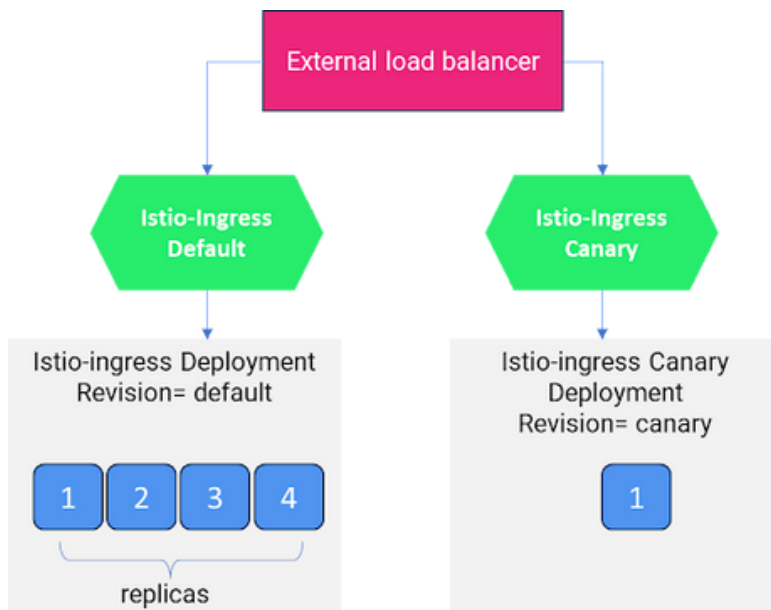 External load balancer
Istio-Ingress
Default
Istio-Ingress
Canary
Istio-ingress Deployment
Revision= default
1 2 3 4
replicas
Istio-ingress Canary
Deployment
Revision= canary
1